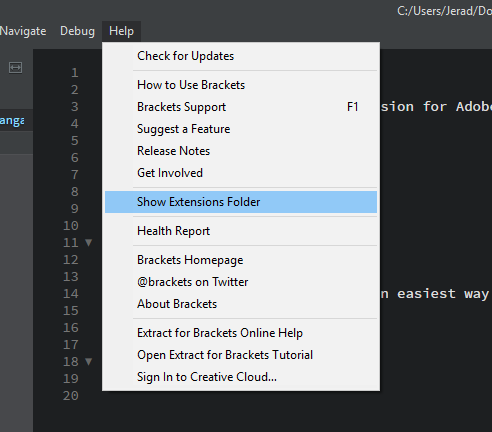 C:/Users/Jerad/Do
Navigate Debug Help
Check for Updates
How to Use Brackets
Brackets Support F1
Suggest a Feature
Release Notes
Get Involved
Show Extensions Folder
Health Report
Brackets Homepage
@brackets on Twitter
About Brackets
Extract for Brackets Online Help
Open Extract for Brackets Tutorial
Sign In to Creative Cloud...
anga
1
2
3 sion for Adobe
4
5
6
7
8
9
10
11
12
13
14 n easiest way
15
16
17
18
19
20